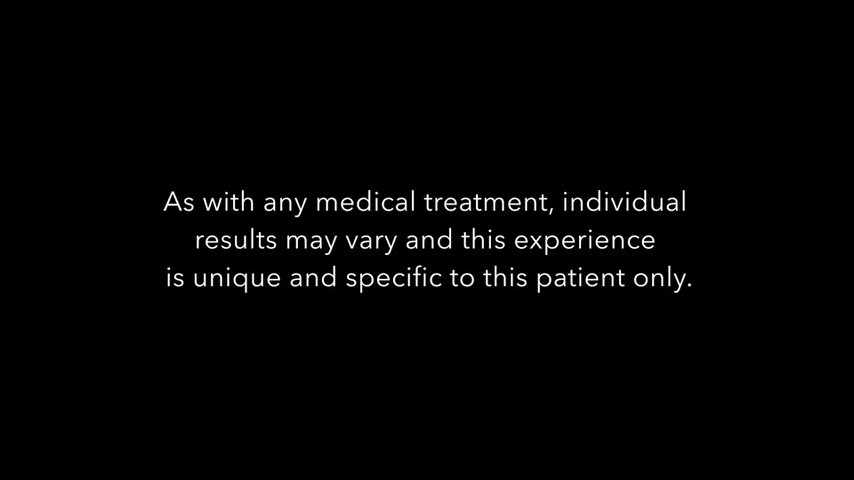 As with any medical treatment, individual
results may vary and this experience
is unique and specific to this patient only.